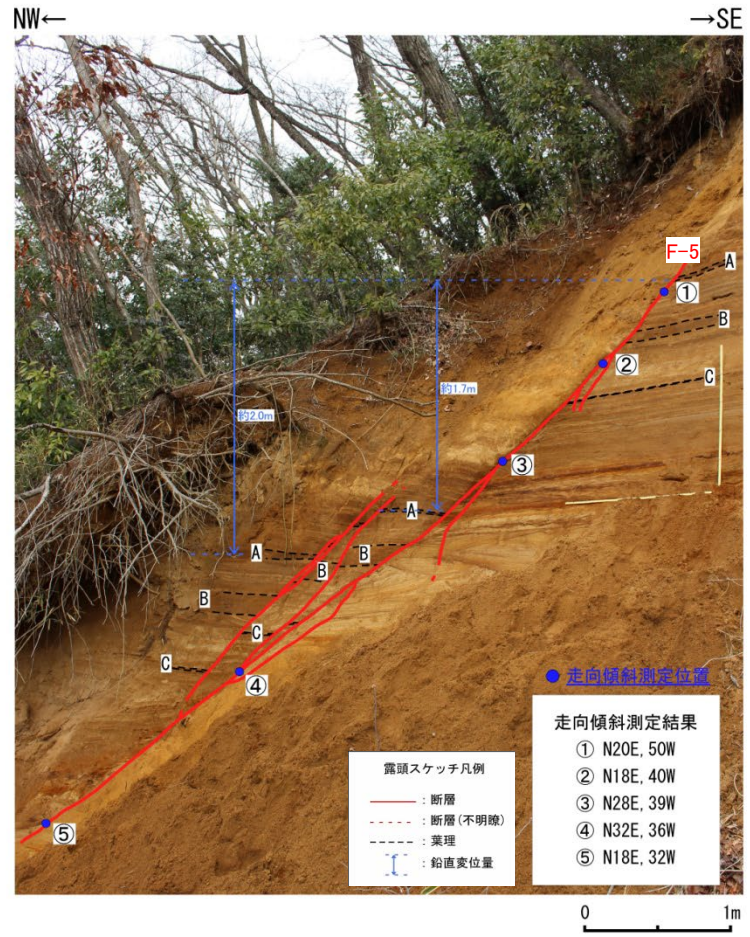 NW←
→SE
F-5
A
①
B
②
C
約2.0m
約1.7m
③
A
A
B
B
B
C
C
④
⑤
走向傾斜測定位置
走向傾斜測定結果
① N20E, 50W
② N18E, 40W
③ N28E, 39W
④ N32E, 36W
⑤ N18E, 32W
露頭スケッチ凡例
：断層
：断層(不明瞭)
：葉理
：鉛直変位量
0 1m